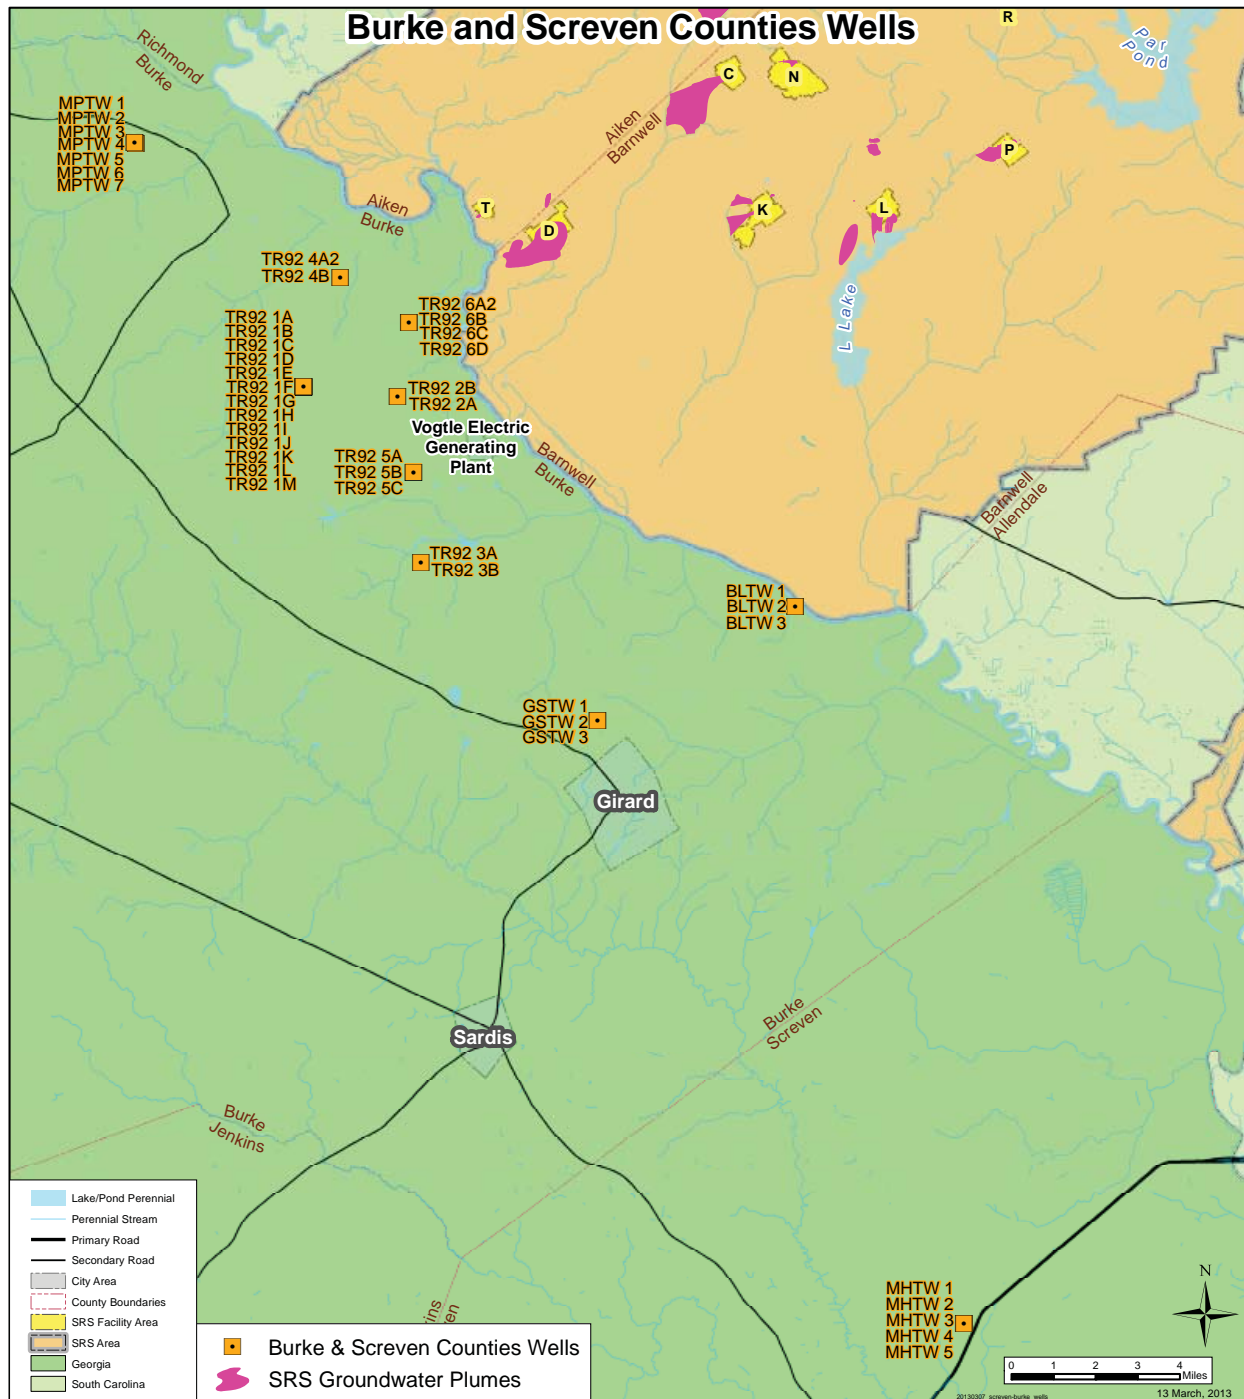 Burke and Screven Counties Wells
R
Par
Pond
Richmond
Burke
C
N
MPTW 1
MPTW 2
MPTW 3
MPTW 4
MPTW 5
MPTW 6
MPTW 7
Aiken
Barnwell
P
Aiken
Burke
T
D
K
L
TR92 4A2
TR92 4B
L Lake
TR92 6A2
TR92 6B
TR92 6C
TR92 6D
TR92 1A
TR92 1B
TR92 1C
TR92 1D
TR92 1E
TR92 1F
TR92 1G
TR92 1H
TR92 1I
TR92 1J
TR92 1K
TR92 1L
TR92 1M
TR92 2B
TR92 2A
Vogtle Electric
Generating
Plant
TR92 5A
TR92 5B
TR92 5C
Barnwell
Burke
Barnwell
Allendale
TR92 3A
TR92 3B
BLTW 1
BLTW 2
BLTW 3
GSTW 1
GSTW 2
GSTW 3
Girard
Burke
Screven
Sardis
Burke
Jenkins
Lake/Pond Perennial
Perennial Stream
Primary Road
Secondary Road
City Area
County Boundaries
SRS Facility Area
SRS Area
Georgia
South Carolina
Burke & Screven Counties Wells
SRS Groundwater Plumes
MHTW 1
MHTW 2
MHTW 3
MHTW 4
MHTW 5
N
0 1 2 3 4
Miles
20130307_screven-burke_wells
13 March, 2013